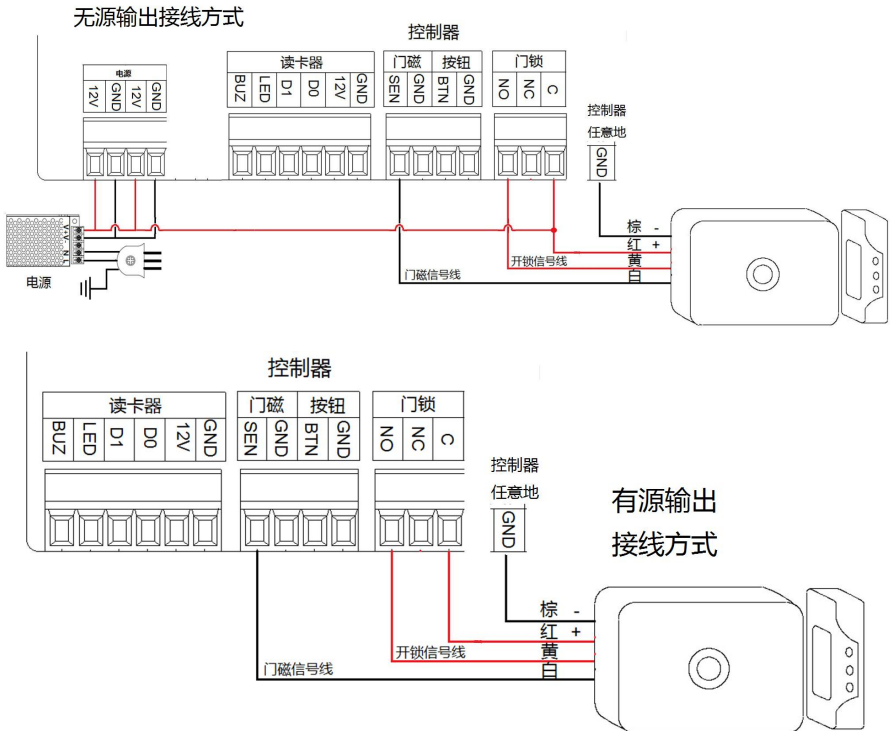 无源输出接线方式
控制器
电源
12V GND 12V GND
读卡器
BUZ LED D1 D0 12V GND
门磁 按钮
SEN GND BTN GND
门锁
NO NC C
控制器
任意地
GND
V+ V- N L
电源
棕 -
红 +
黄
白
开锁信号线
门磁信号线
控制器
读卡器
BUZ LED D1 D0 12V GND
门磁 按钮
SEN GND BTN GND
门锁
NO NC C
控制器
任意地
GND
有源输出
接线方式
棕 -
红 +
黄
白
开锁信号线
门磁信号线